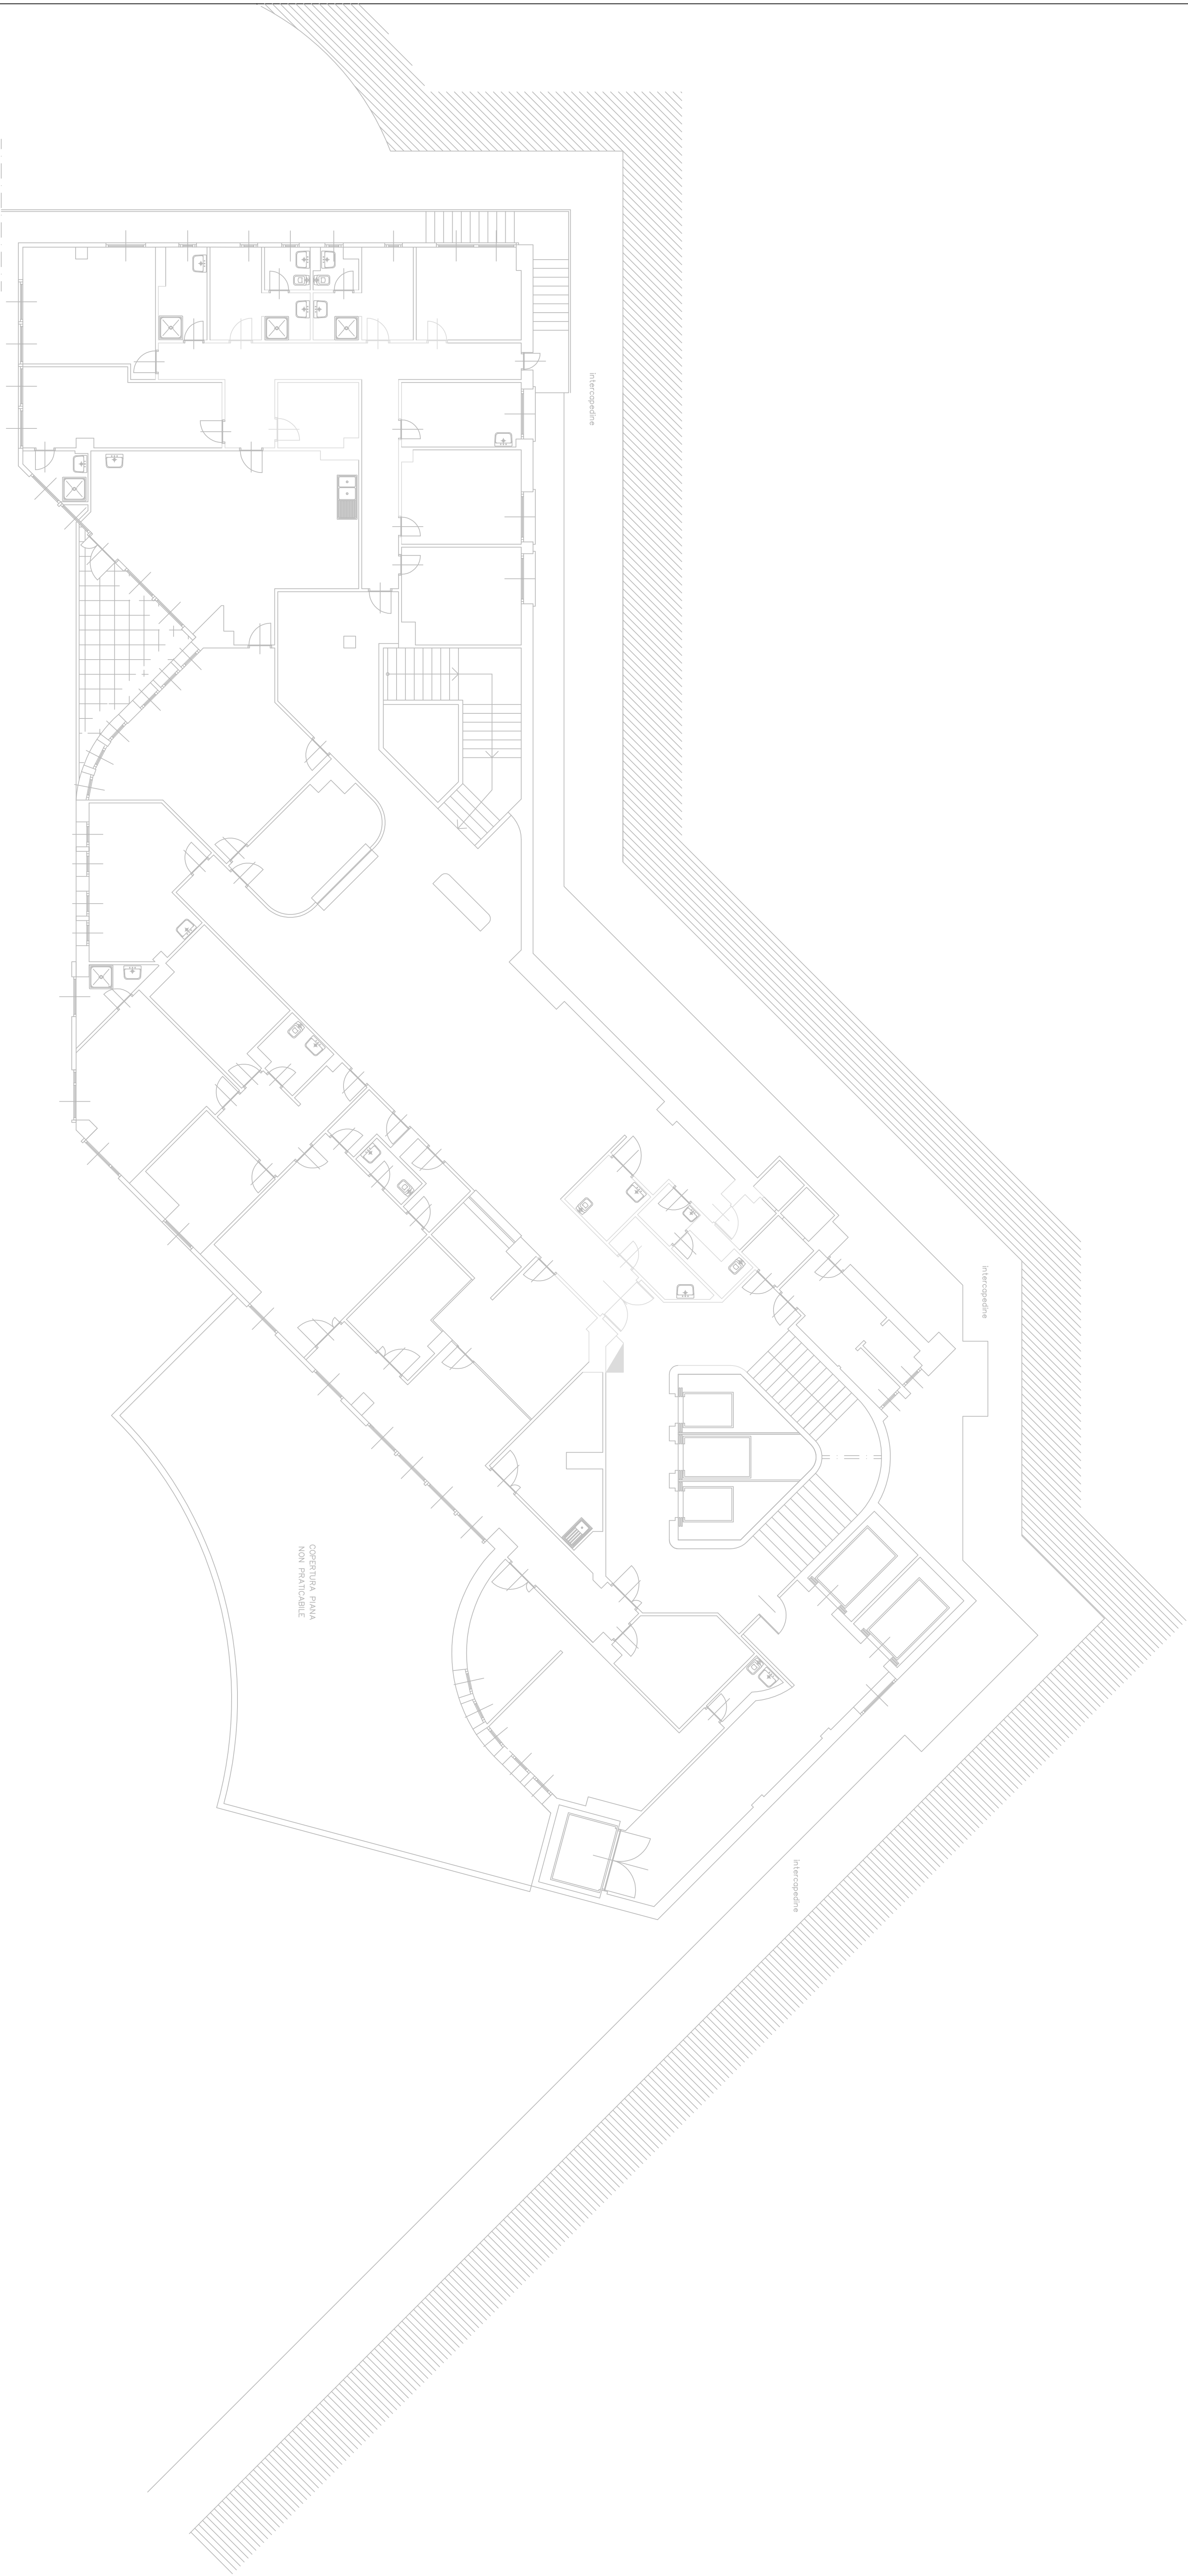 intercapedine
intercapedine
COPERTURA PIANA
NON PRATICABILE
intercapedine